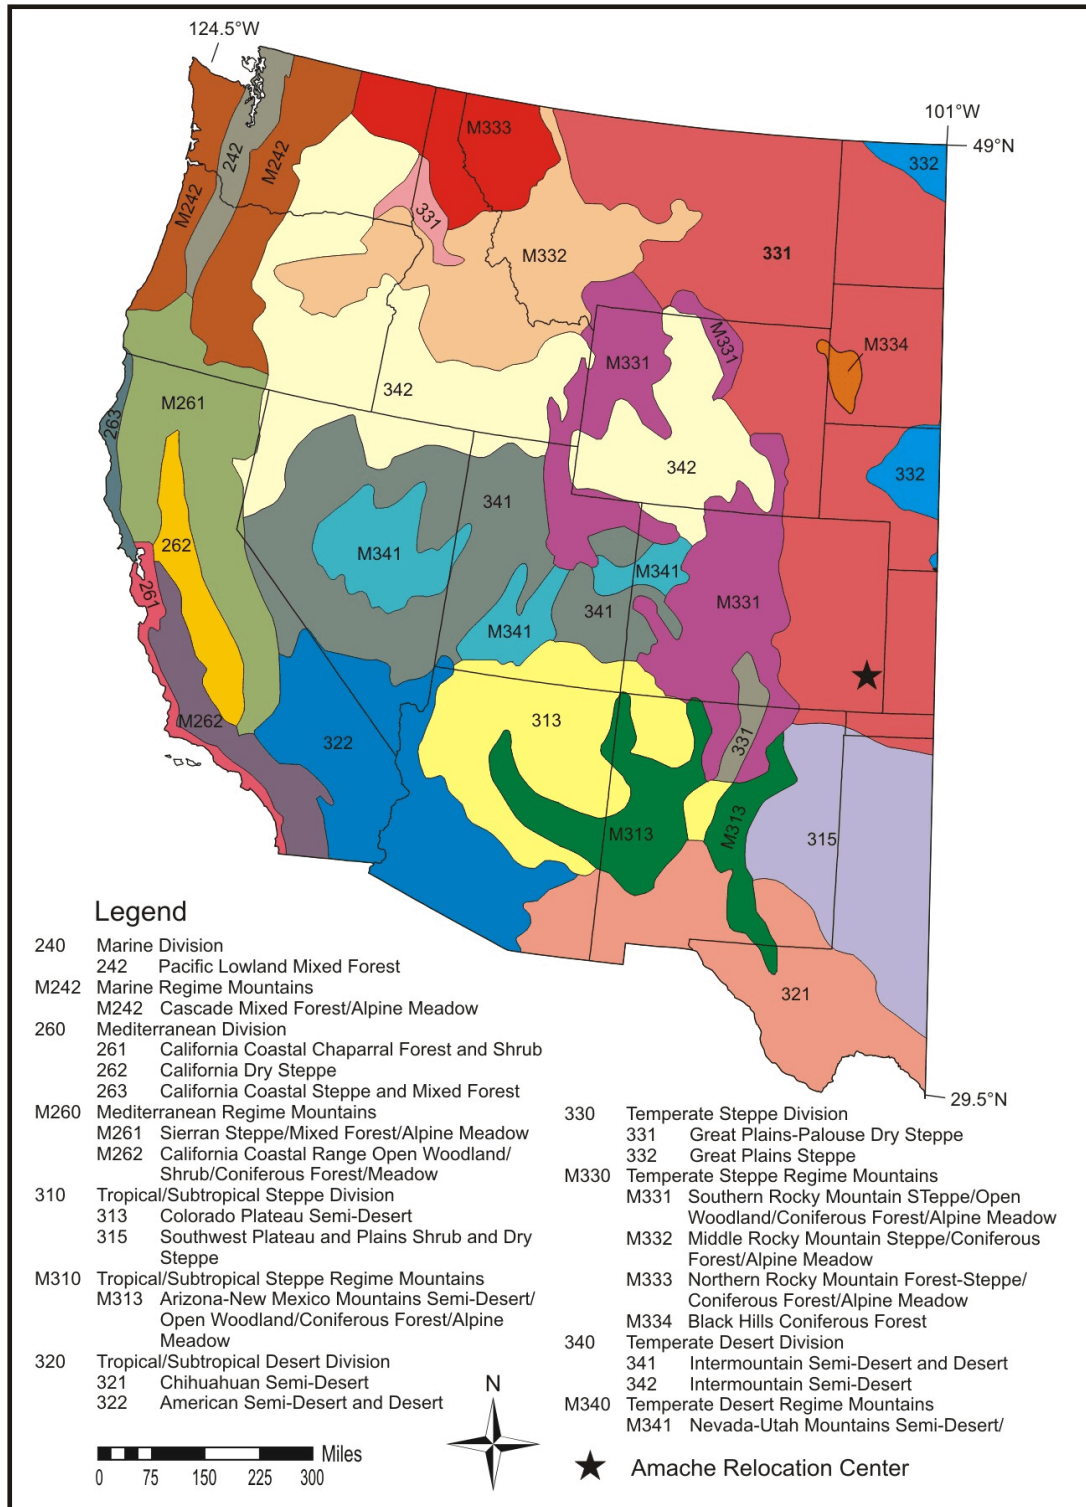 124.5°W
101°W
49°N
M333
332
242
M242
M242
331
M332
331
M331
M331
M334
263
M261
342
342
332
341
262
M341
M341
261
M341
341
M331
M262
322
313
331
M313
M313
315
321
29.5°N
Legend
240 Marine Division
242 Pacific Lowland Mixed Forest
M242 Marine Regime Mountains
M242 Cascade Mixed Forest/Alpine Meadow
260 Mediterranean Division
261 California Coastal Chaparral Forest and Shrub
262 California Dry Steppe
263 California Coastal Steppe and Mixed Forest
M260 Mediterranean Regime Mountains
M261 Sierran Steppe/Mixed Forest/Alpine Meadow
M262 California Coastal Range Open Woodland/
Shrub/Coniferous Forest/Meadow
310 Tropical/Subtropical Steppe Division
313 Colorado Plateau Semi-Desert
315 Southwest Plateau and Plains Shrub and Dry
Steppe
M310 Tropical/Subtropical Steppe Regime Mountains
M313 Arizona-New Mexico Mountains Semi-Desert/
Open Woodland/Coniferous Forest/Alpine
Meadow
320 Tropical/Subtropical Desert Division
321 Chihuahuan Semi-Desert
322 American Semi-Desert and Desert
330 Temperate Steppe Division
331 Great Plains-Palouse Dry Steppe
332 Great Plains Steppe
M330 Temperate Steppe Regime Mountains
M331 Southern Rocky Mountain STeppe/Open
Woodland/Coniferous Forest/Alpine Meadow
M332 Middle Rocky Mountain Steppe/Coniferous
Forest/Alpine Meadow
M333 Northern Rocky Mountain Forest-Steppe/
Coniferous Forest/Alpine Meadow
M334 Black Hills Coniferous Forest
340 Temperate Desert Division
341 Intermountain Semi-Desert and Desert
342 Intermountain Semi-Desert
M340 Temperate Desert Regime Mountains
M341 Nevada-Utah Mountains Semi-Desert/
N
Miles
0 75 150 225 300
Amache Relocation Center